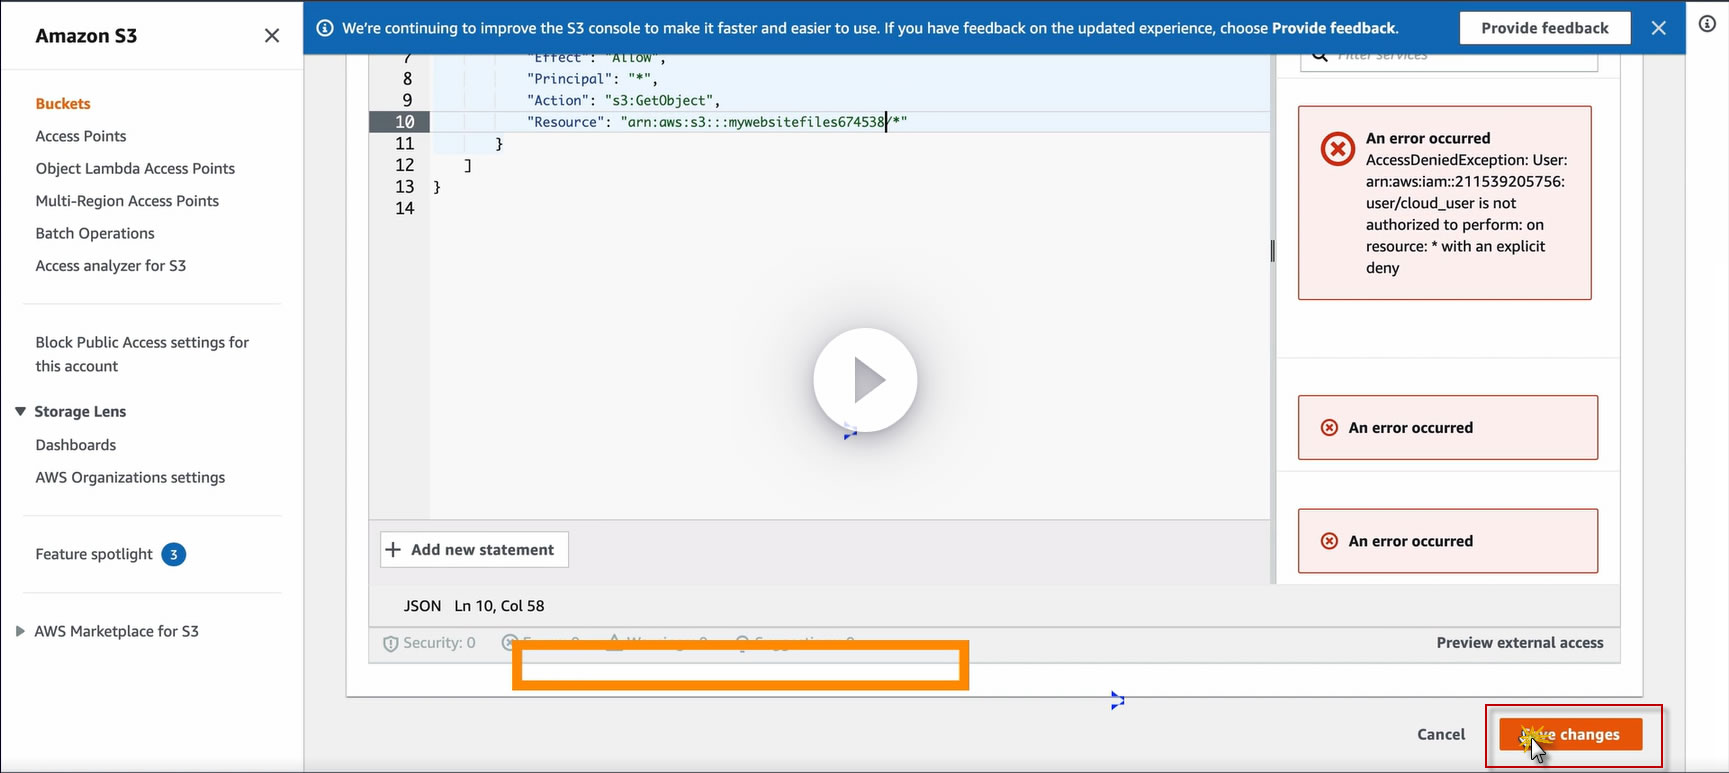 Amazon S3
We're continuing to improve the S3 console to make it faster and easier to use. If you have feedback on the updated experience, choose Provide feedback.
Provide feedback
Buckets
Access Points
Object Lambda Access Points
Multi-Region Access Points
Batch Operations
Access analyzer for S3
Block Public Access settings for
this account
Storage Lens
Dashboards
AWS Organizations settings
Feature spotlight 3
AWS Marketplace for S3
7 "Effect": "Allow",
8 "Principal": "*",
9 "Action": "s3:GetObject",
10 "Resource": "arn:aws:s3:::mywebsitefiles674538/*"
11 }
12 ]
13 }
14
Add new statement
JSON Ln 10, Col 58
Security: 0
Filter services
An error occurred
AccessDeniedException: User:
arn:aws:iam::211539205756:
user/cloud_user is not
authorized to perform: on
resource: * with an explicit
deny
An error occurred
An error occurred
Preview external access
Cancel
changes